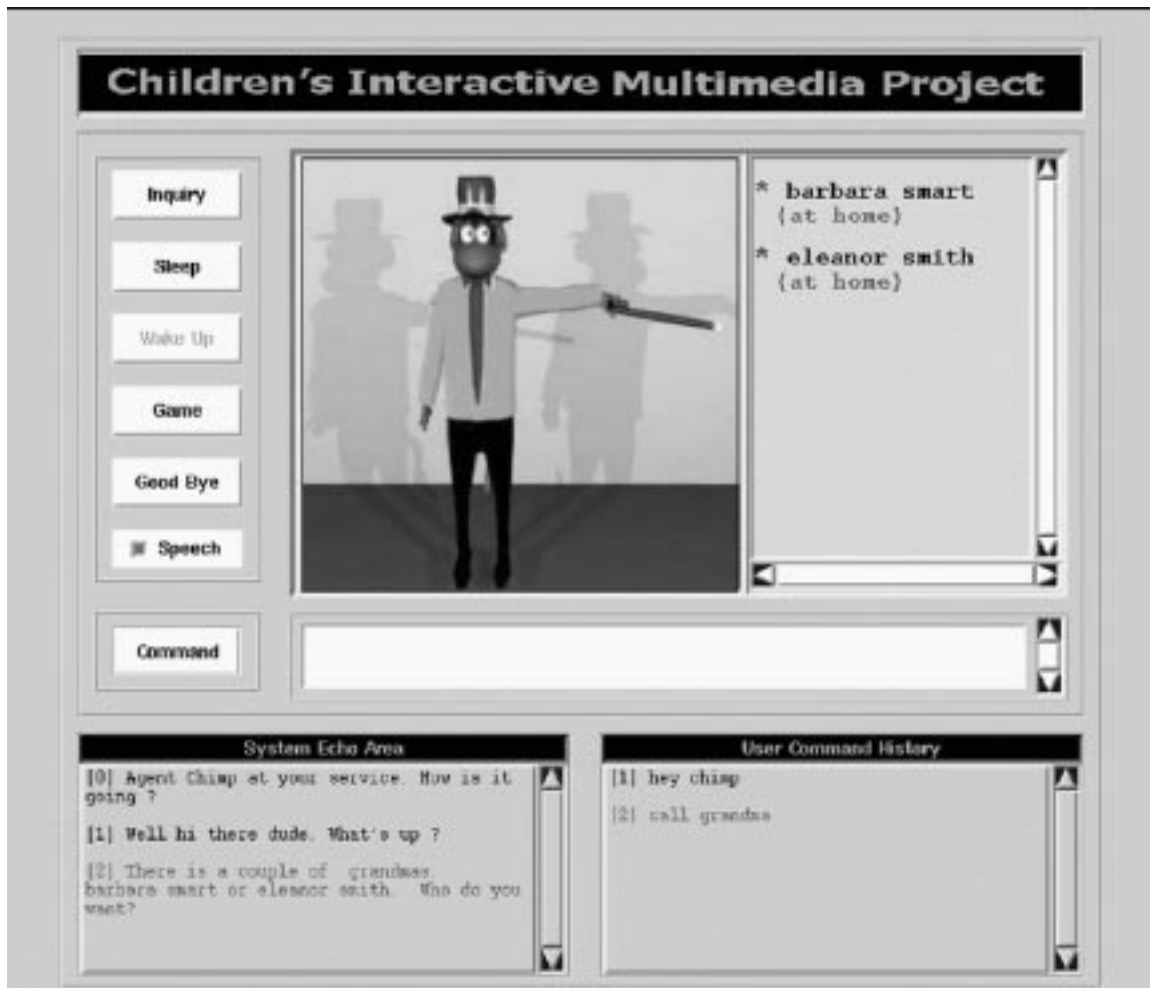 Children's Interactive Multimedia Project
Inquiry
Sleep
Wake Up
Game
Good Bye
Speech
* barbara smart
{at home}
* eleanor smith
{at home}
Command
System Echo Area
[0] Agent Chimp at your service. How is it
going ?
[1] Well hi there dude. What's up ?
[2] There is a couple of grandmas.
barbara smart or eleanor smith. Who do you
want?
User Command History
[1] hey chimp
[2] call grandma